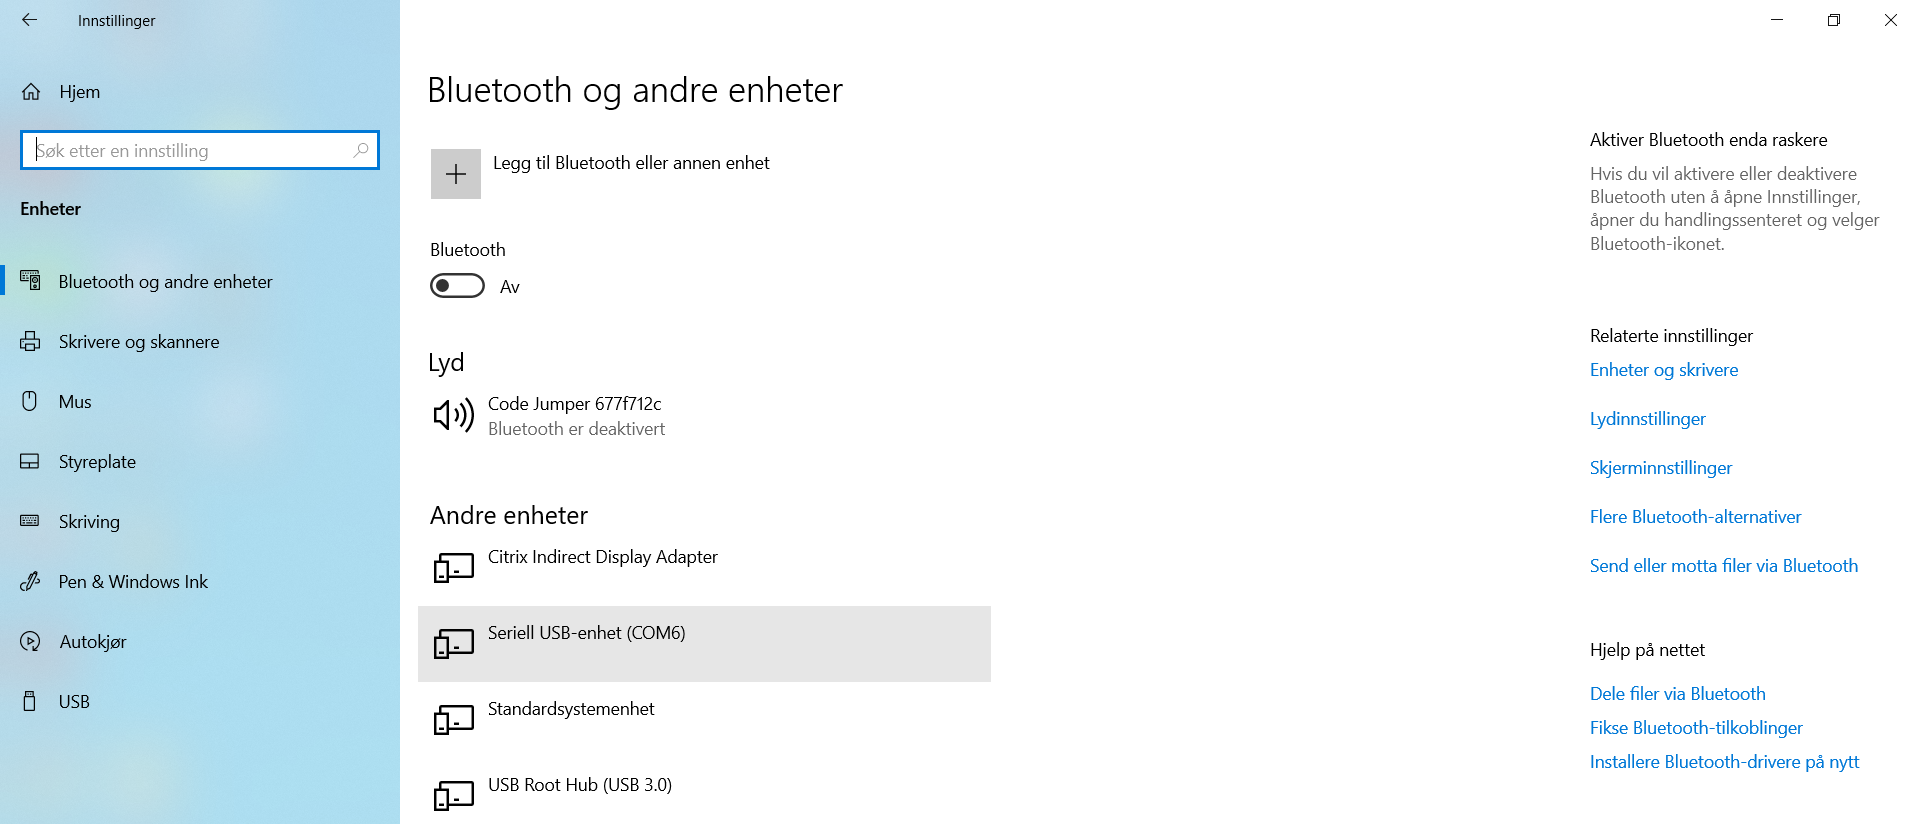 Innstillinger
Hjem
Søk etter en innstilling
Enheter
Bluetooth og andre enheter
Skrivere og skannere
Mus
Styreplate
Skriving
Pen & Windows Ink
Autokjør
USB
Bluetooth og andre enheter
Legg til Bluetooth eller annen enhet
Bluetooth
Av
Lyd
Code Jumper 677f712c
Bluetooth er deaktivert
Andre enheter
Citrix Indirect Display Adapter
Seriell USB-enhet (COM6)
Standardsystemenhet
USB Root Hub (USB 3.0)
Aktiver Bluetooth enda raskere
Hvis du vil aktivere eller deaktivere
Bluetooth uten å åpne Innstillinger,
åpner du handlingssenteret og velger
Bluetooth-ikonet.
Relaterte innstillinger
Enheter og skrivere
Lydinnstillinger
Skjerminnstillinger
Flere Bluetooth-alternativer
Send eller motta filer via Bluetooth
Hjelp på nettet
Dele filer via Bluetooth
Fikse Bluetooth-tilkoblinger
Installere Bluetooth-drivere på nytt